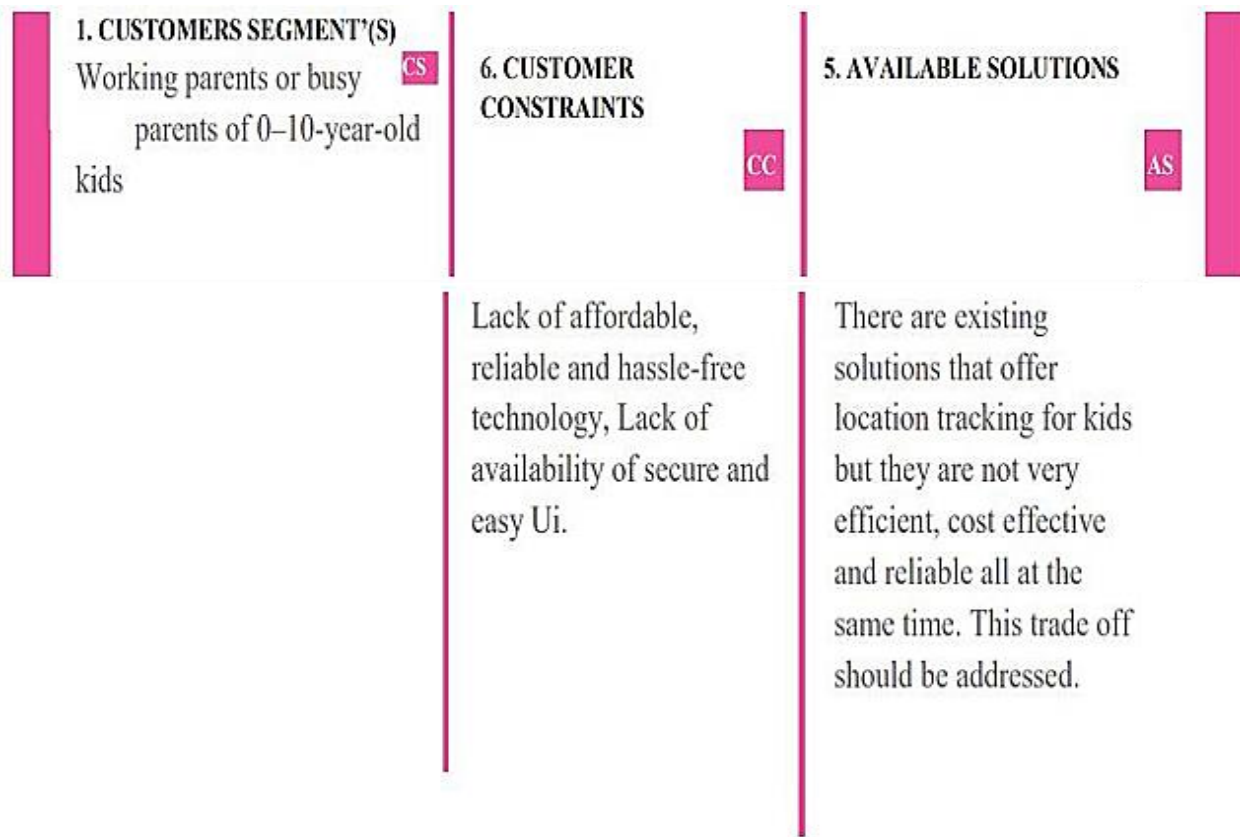 1. CUSTOMERS SEGMENT'(S)
CS
Working parents or busy
parents of 0–10-year-old
kids
6. CUSTOMER
CONSTRAINTS
CC
Lack of affordable,
reliable and hassle-free
technology, Lack of
availability of secure and
easy Ui.
5. AVAILABLE SOLUTIONS
AS
There are existing
solutions that offer
location tracking for kids
but they are not very
efficient, cost effective
and reliable all at the
same time. This trade off
should be addressed.